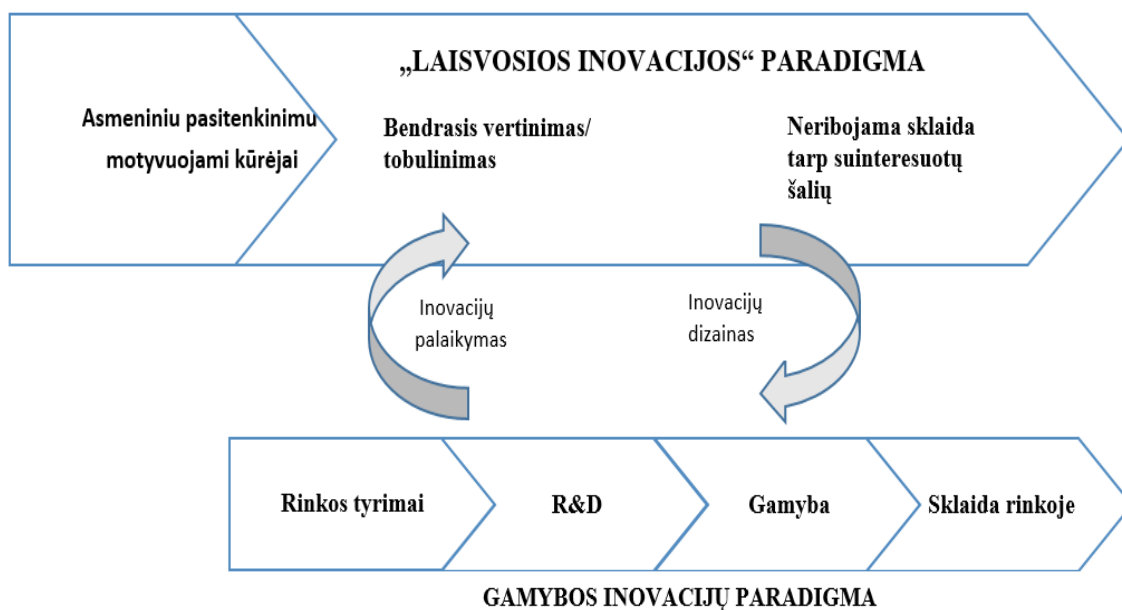 „LAISVOSIOS INOVACIJOS“ PARADIGMA
Asmeniniu pasitenkinimu
motyvuojami kūrėjai
Bendrasis vertinimas/
tobulinimas
Neribojama sklaida
tarp suinteresuotų
šalių
Inovacijų
palaikymas
Inovacijų
dizainas
Rinkos tyrimai
R&D
Gamyba
Sklaida rinkoje
GAMYBOS INOVACIJŲ PARADIGMA